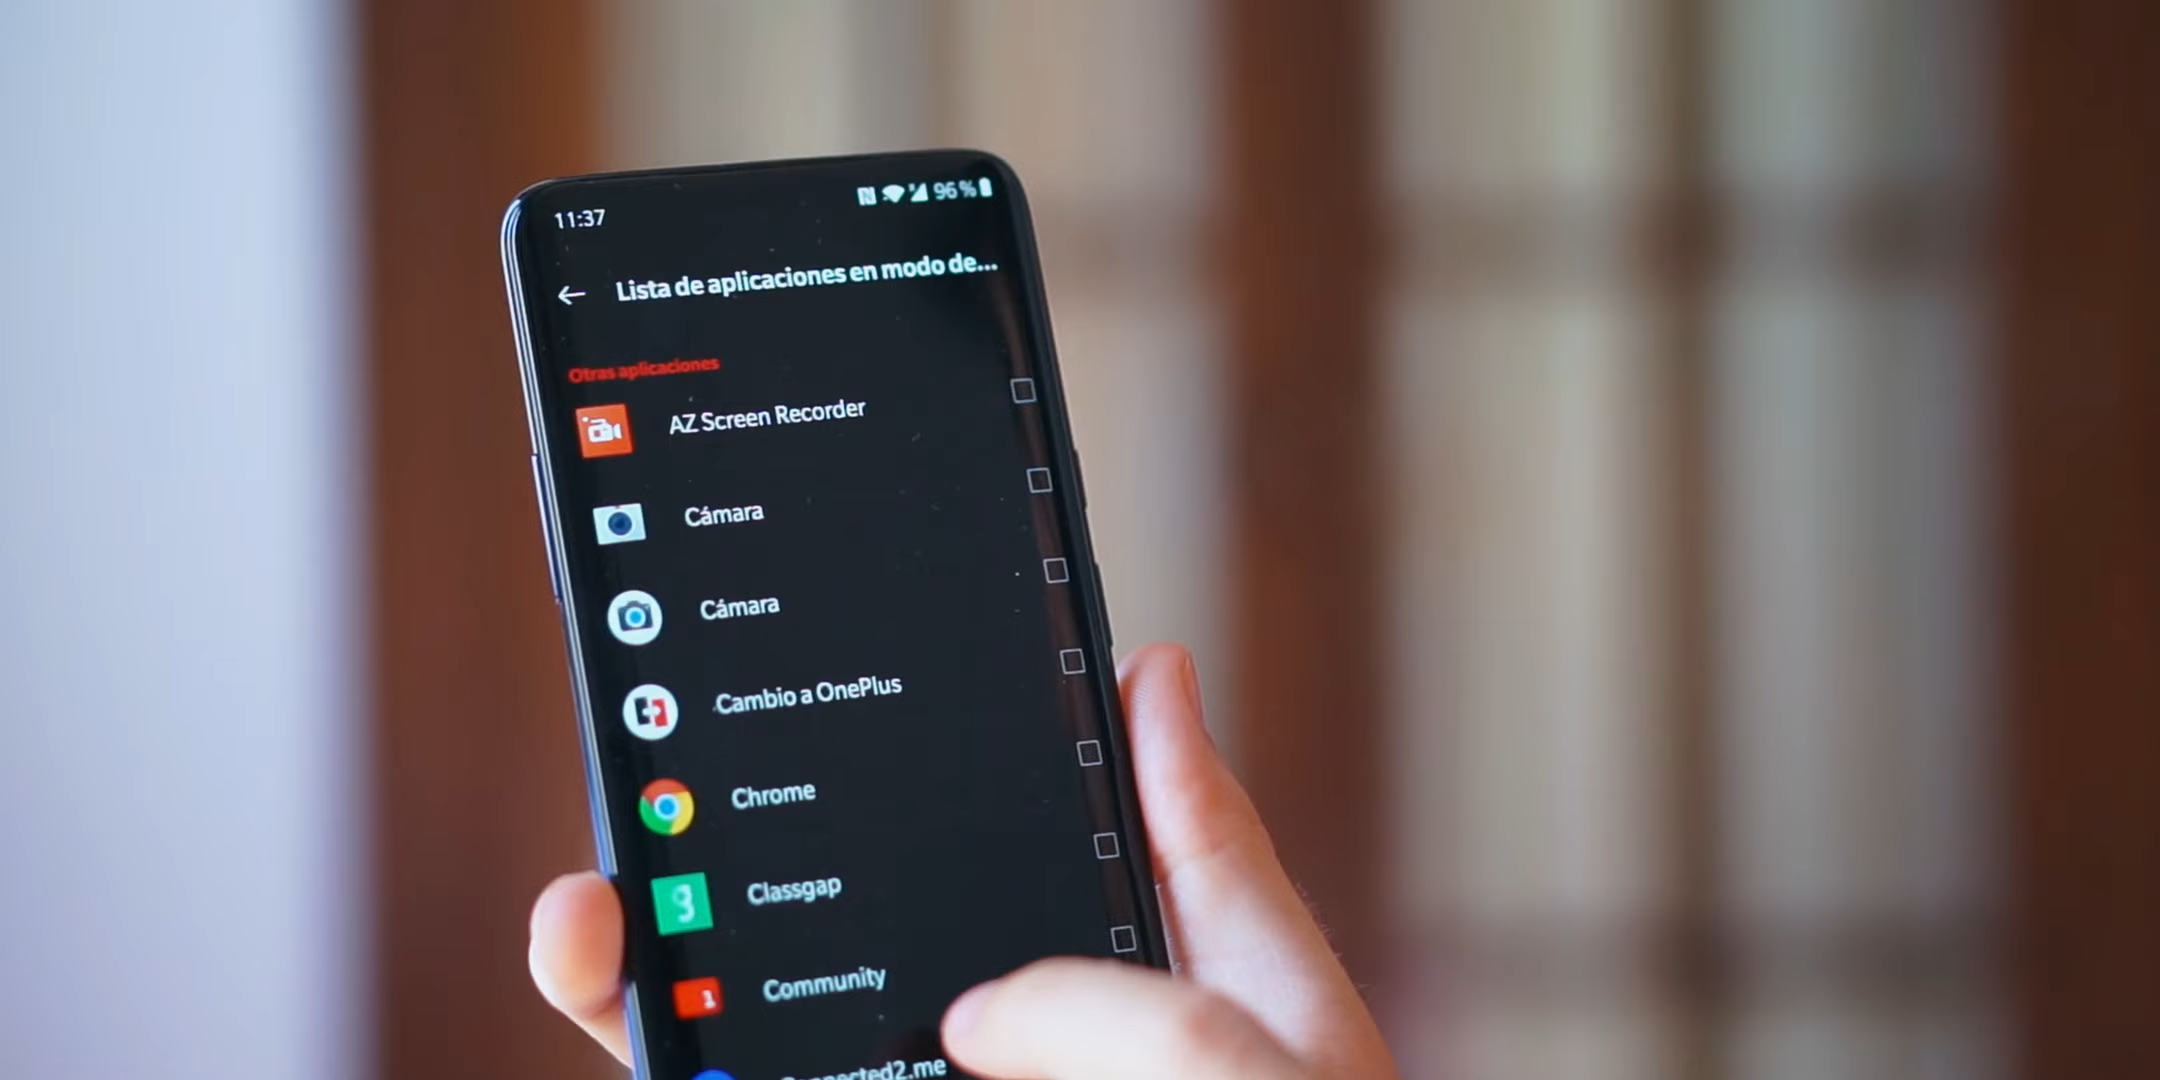 11:37 96 %
Lista de aplicaciones en modo de...
Otras aplicaciones
AZ Screen Recorder
Cámara
Cámara
Cambio a OnePlus
Chrome
Classgap
Community